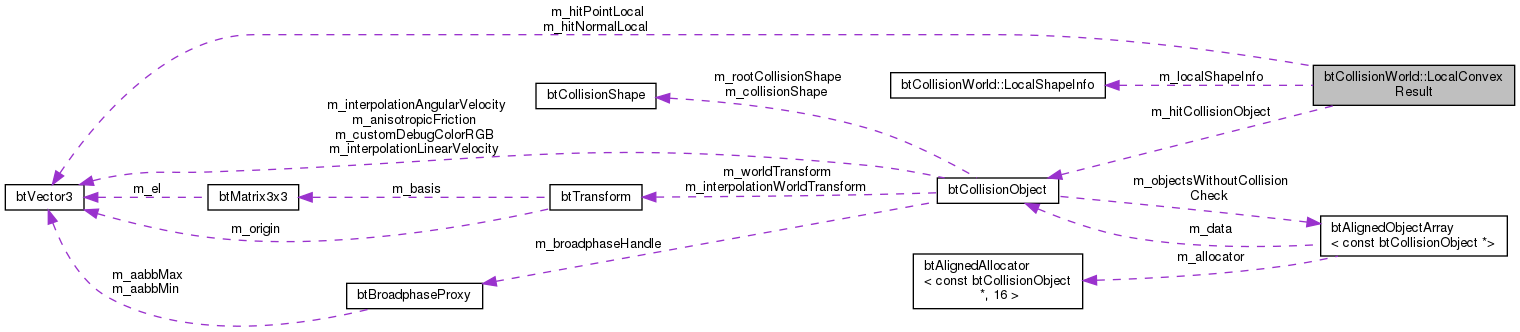 m_hitPointLocal
m_hitNormalLocal
btCollisionWorld::LocalConvex
Result
m_localShapeInfo
btCollisionWorld::LocalShapeInfo
m_rootCollisionShape
m_collisionShape
btCollisionShape
m_hitCollisionObject
m_interpolationAngularVelocity
m_anisotropicFriction
m_customDebugColorRGB
m_interpolationLinearVelocity
m_worldTransform
m_interpolationWorldTransform
m_objectsWithoutCollision
Check
btVector3
m_el
btMatrix3x3
m_basis
btTransform
btCollisionObject
m_origin
m_data
btAlignedObjectArray
< const btCollisionObject *>
m_broadphaseHandle
m_allocator
btAlignedAllocator
< const btCollisionObject
*, 16 >
m_aabbMax
m_aabbMin
btBroadphaseProxy